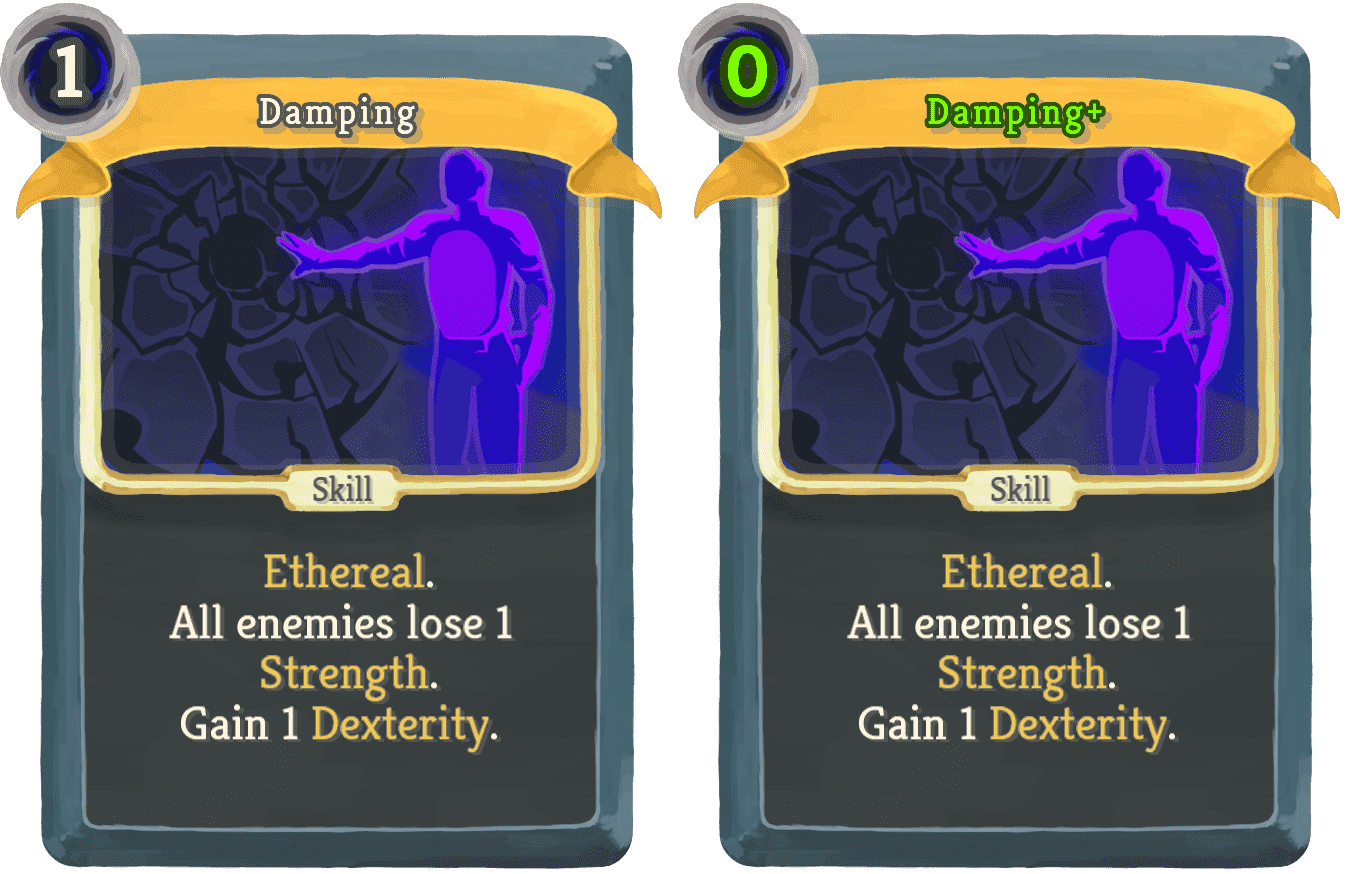 1
Damping
Skill
Ethereal.
All enemies lose 1
Strength.
Gain 1 Dexterity.
0
Damping+
Skill
Ethereal.
All enemies lose 1
Strength.
Gain 1 Dexterity.